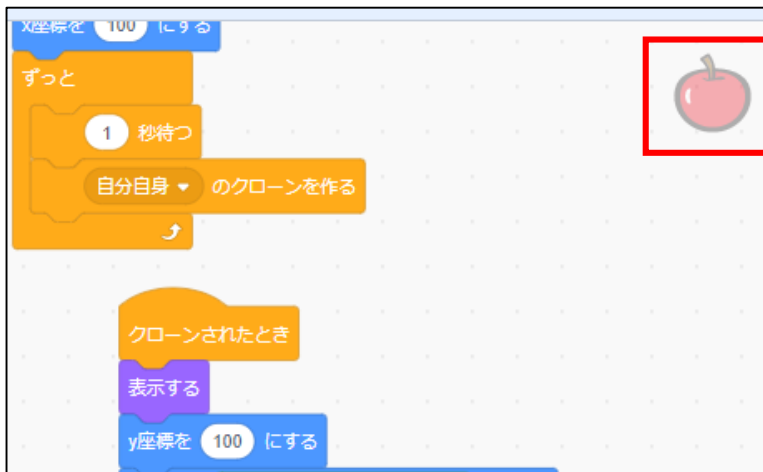 x座標を 100 にする
ずっと
1 秒待つ
自分自身 のクローンを作る
クローンされたとき
表示する
y座標を 100 にする